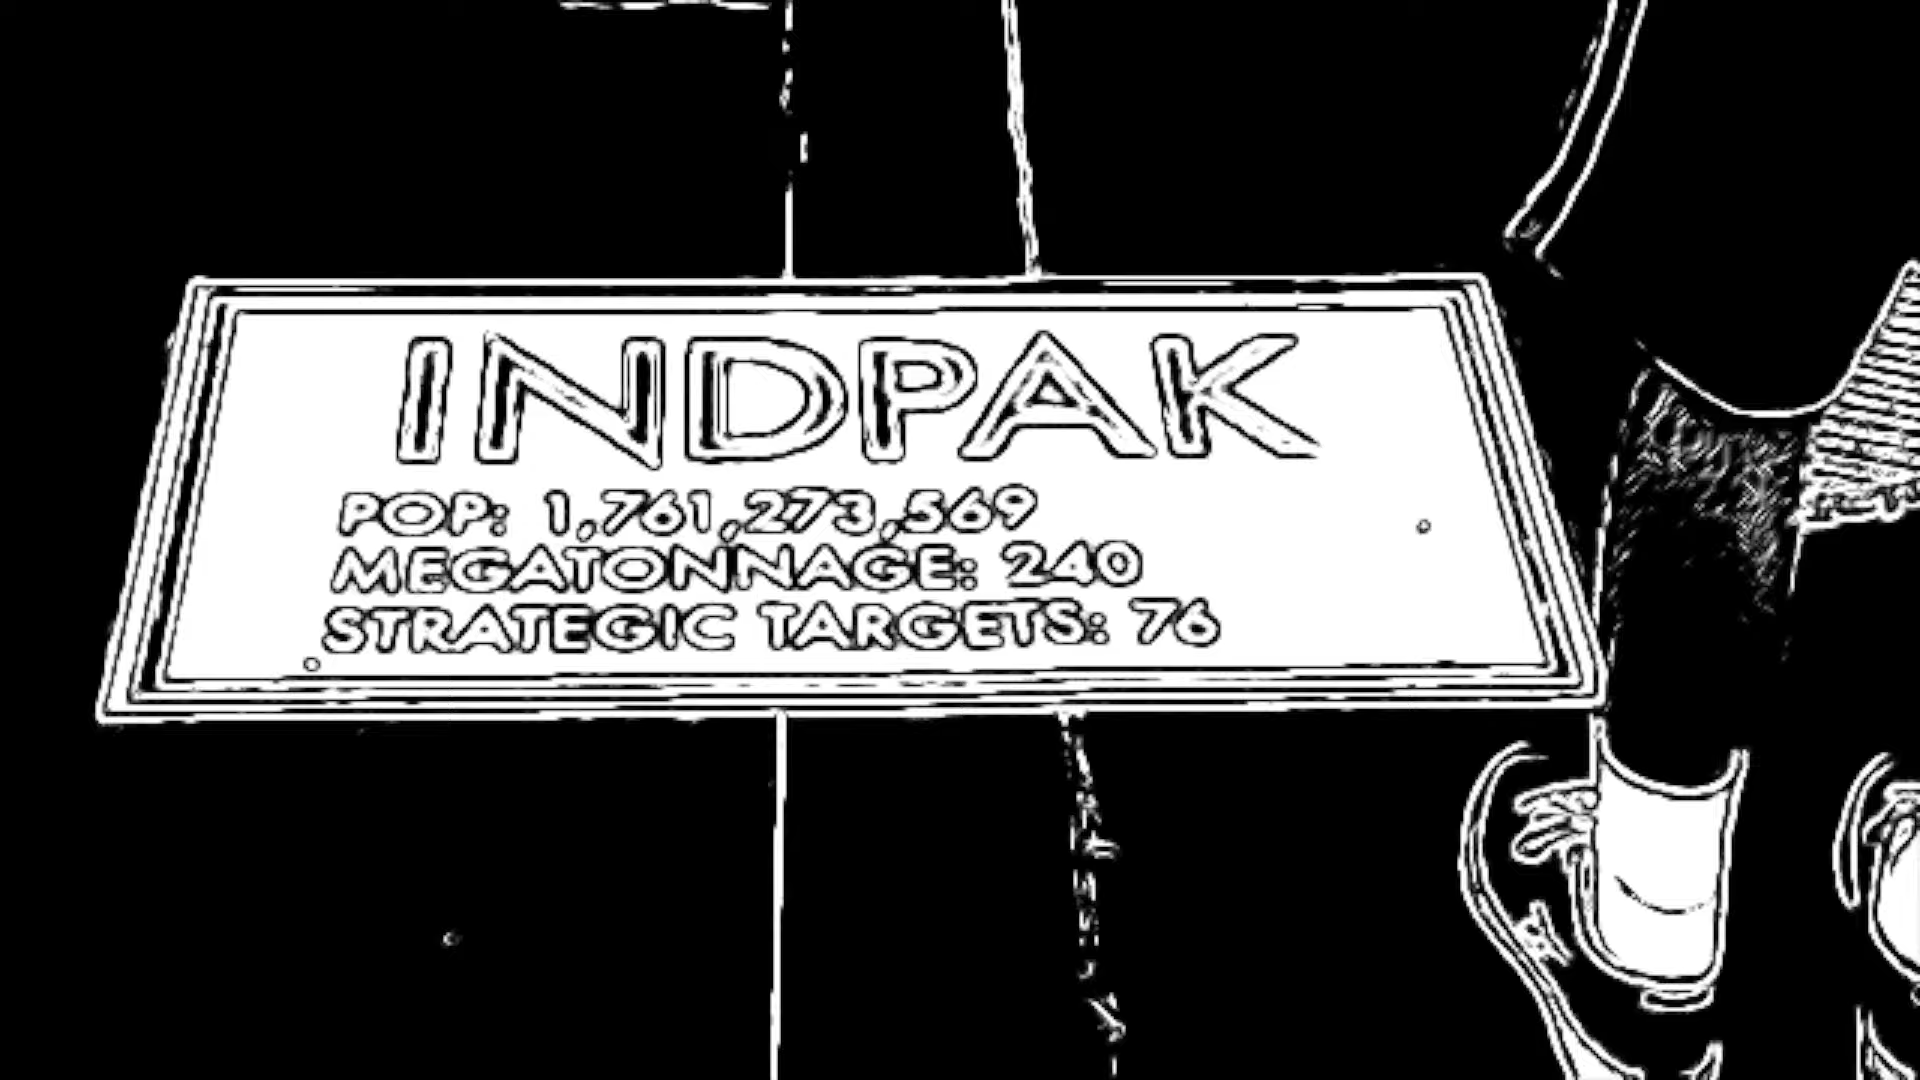 INDPAK
POP: 1,761,273,569
MEGATONNAGE: 240
STRATEGIC TARGETS: 76